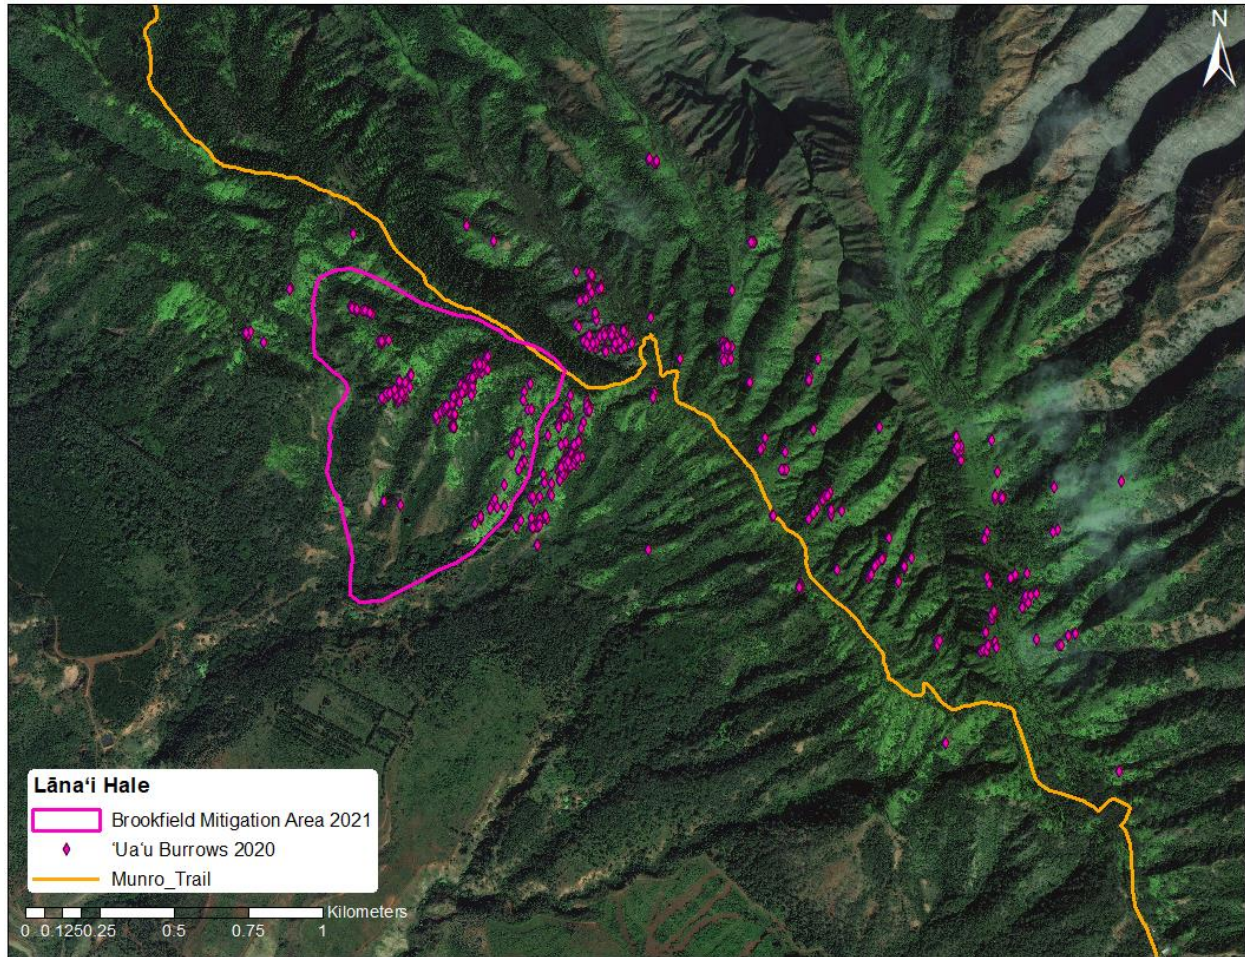 N
Lāna‘i Hale
Brookfield Mitigation Area 2021
‘Ua‘u Burrows 2020
Munro_Trail
Kilometers
0 0.1250.25 0.5 0.75 1